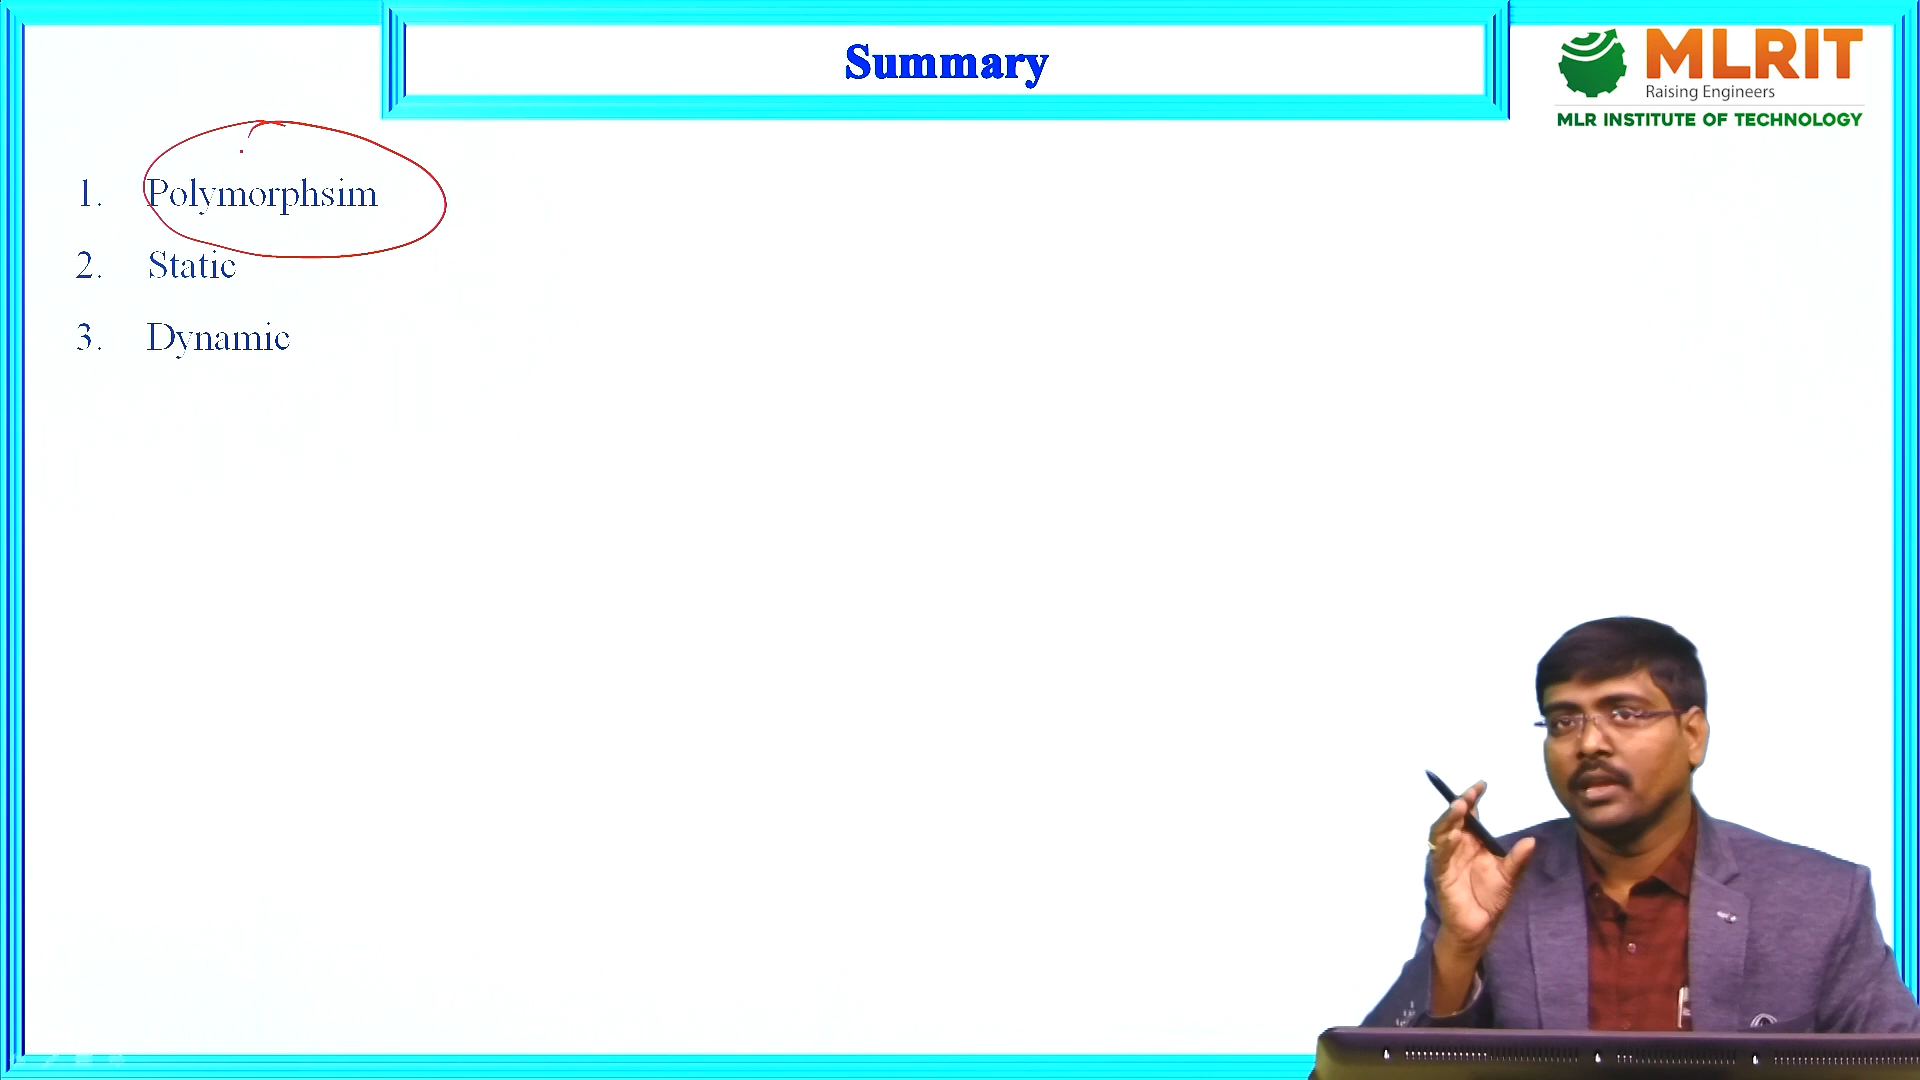 Summary
MLRIT
Raising Engineers
MLR INSTITUTE OF TECHNOLOGY
1. Polymorphsim
2. Static
3. Dynamic